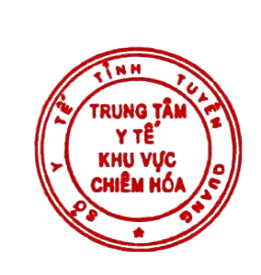 SỞ Y TẾ TỈNH TUYÊN QUANG
TRUNG TÂM
Y TẾ
KHU VỰC
CHIÊM HÓA